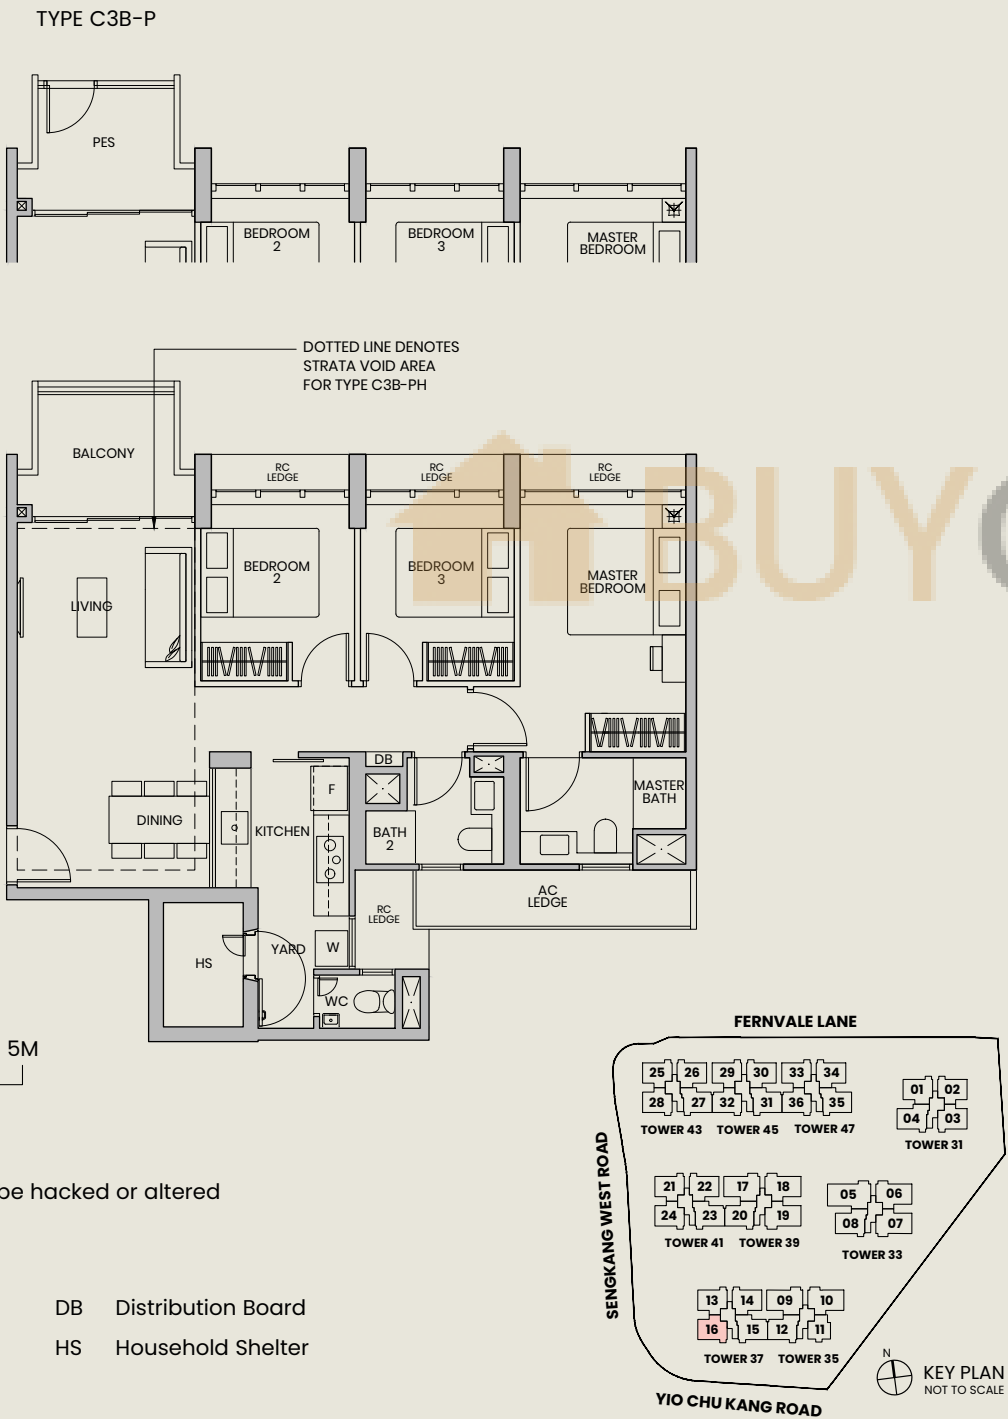 TYPE C3B-P
PES
BEDROOM
2
BEDROOM
3
MASTER
BEDROOM
DOTTED LINE DENOTES
STRATA VOID AREA
FOR TYPE C3B-PH
BALCONY
RC
LEDGE
RC
LEDGE
RC
LEDGE
BUY
LIVING
BEDROOM
2
BEDROOM
3
MASTER
BEDROOM
DB
F
DINING
KITCHEN
BATH
2
MASTER
BATH
RC
LEDGE
AC
LEDGE
HS
YARD
W
WC
5M
be hacked or altered
DB Distribution Board
HS Household Shelter
FERNVALE LANE
25 26 29 30 33 34
28 27 32 31 36 35
TOWER 43 TOWER 45 TOWER 47
01 02
04 03
TOWER 31
SENGKANG WEST ROAD
21 22 17 18
24 23 20 19
TOWER 41 TOWER 39
05 06
08 07
TOWER 33
13 14 09 10
16 15 12 11
TOWER 37 TOWER 35
YIO CHU KANG ROAD
N
KEY PLAN
NOT TO SCALE